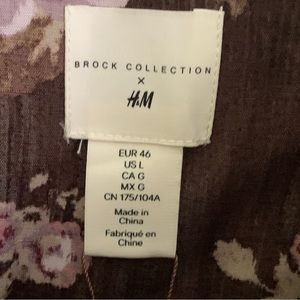 BROCK COLLECTION
×
H&M
EUR 46
US L
CA G
MX G
CN 175/104A
Made in
China
Fabriqué en
Chine